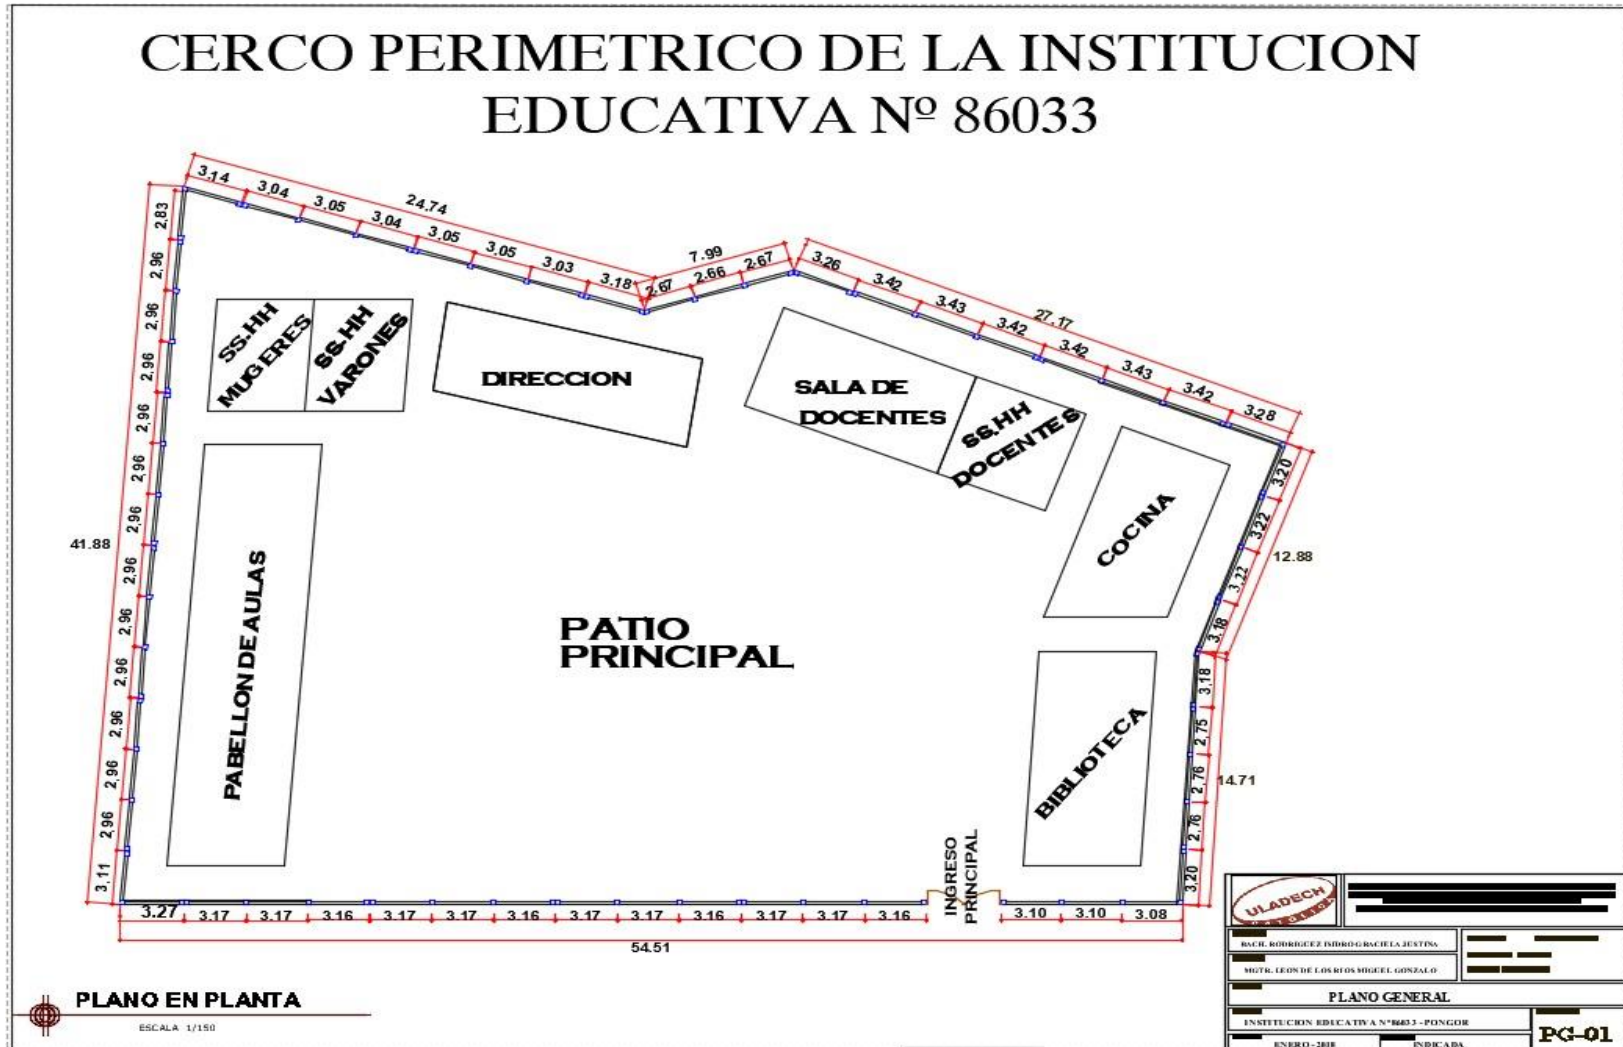 CERCO PERIMETRICO DE LA INSTITUCION
EDUCATIVA Nº 86033
3.14
3.04
3.05
3.04
3.05
3.05
3.03
3.18
24.74
2.67
2.66
2.67
7.99
3.26
3.42
3.43
3.42
3.42
3.43
3.42
3.28
27.17
3.20
3.22
3.22
3.18
12.88
3.18
2.75
2.76
2.76
3.20
14.71
2.83
2.96
2.96
2.96
2.96
2.96
2.96
2.96
2.96
2.96
2.96
2.96
2.96
3.11
41.88
SS.HH
MUGERES
SS.HH
VARONES
DIRECCION
SALA DE
DOCENTES
SS.HH
DOCENTES
COCINA
PABELLON DE AULAS
PATIO
PRINCIPAL
BIBLIOTECA
INGRESO
PRINCIPAL
3.27
3.17
3.17
3.16
3.17
3.17
3.16
3.17
3.17
3.16
3.17
3.17
3.16
3.10
3.10
3.08
54.51
PLANO EN PLANTA
ESCALA 1/150
ULADECH
BACH. RODRIGUEZ ISIDRO GRACIELA JUSTINA
MGTR. LEON DE LOS RIOS MIGUEL GONZALO
PLANO GENERAL
INSTITUCION EDUCATIVA Nº86033 - PONGOR
PG-01
ENERO - 2018
INDICADA